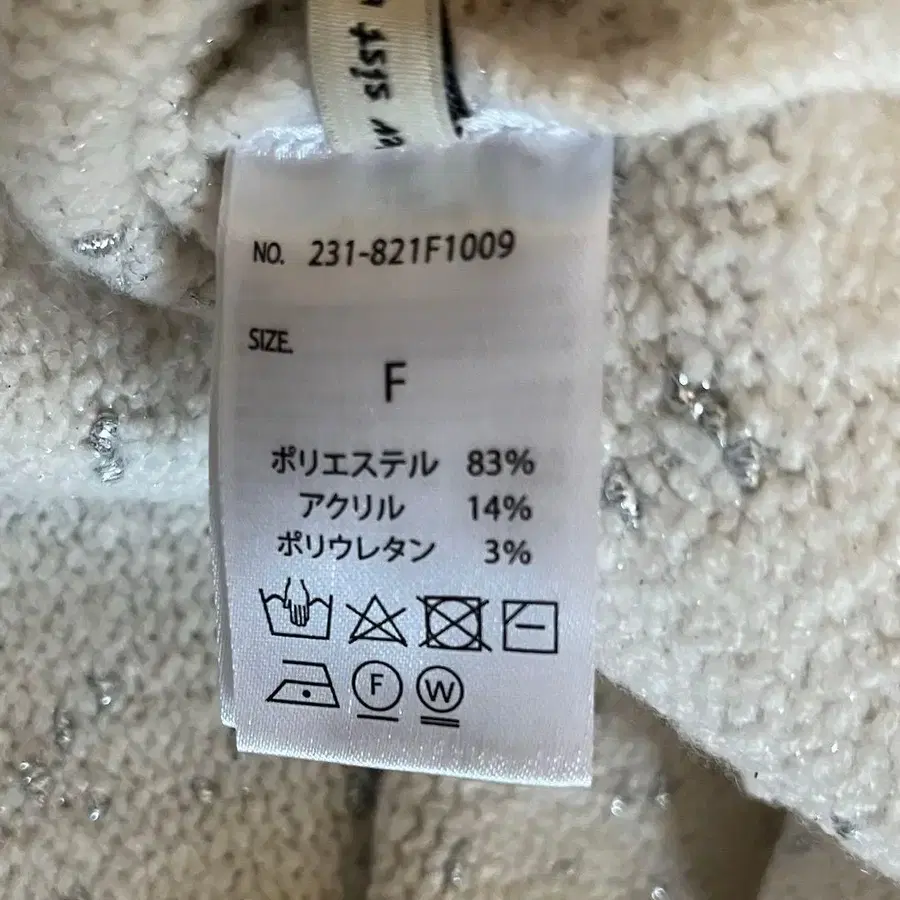 NO. 231-821F1009
SIZE.
F
ポリエステル 83%
アクリル 14%
ポリウレタン 3%
F W